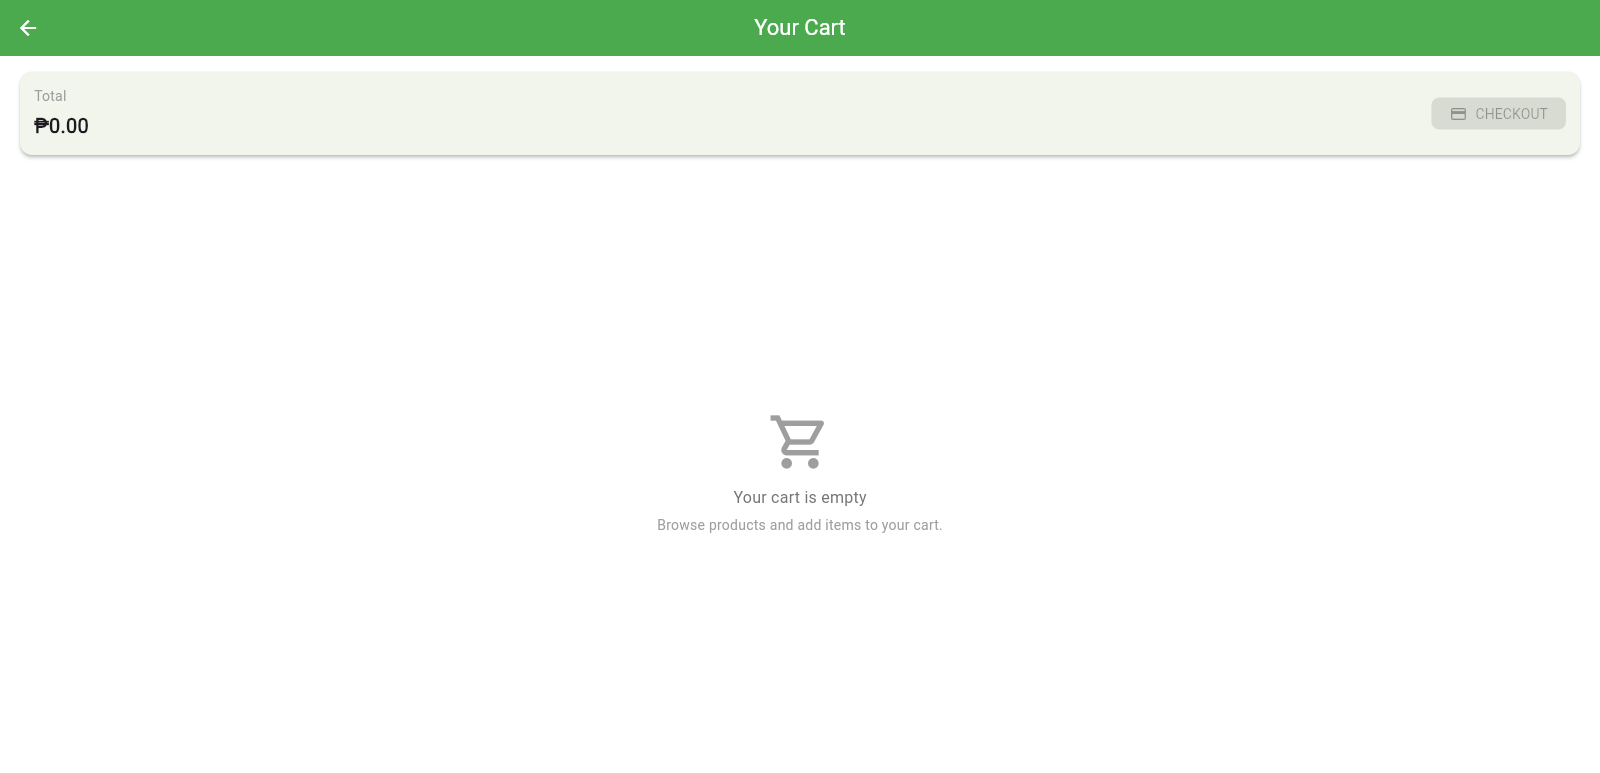 Your Cart
Total
₱0.00
CHECKOUT
Your cart is empty
Browse products and add items to your cart.